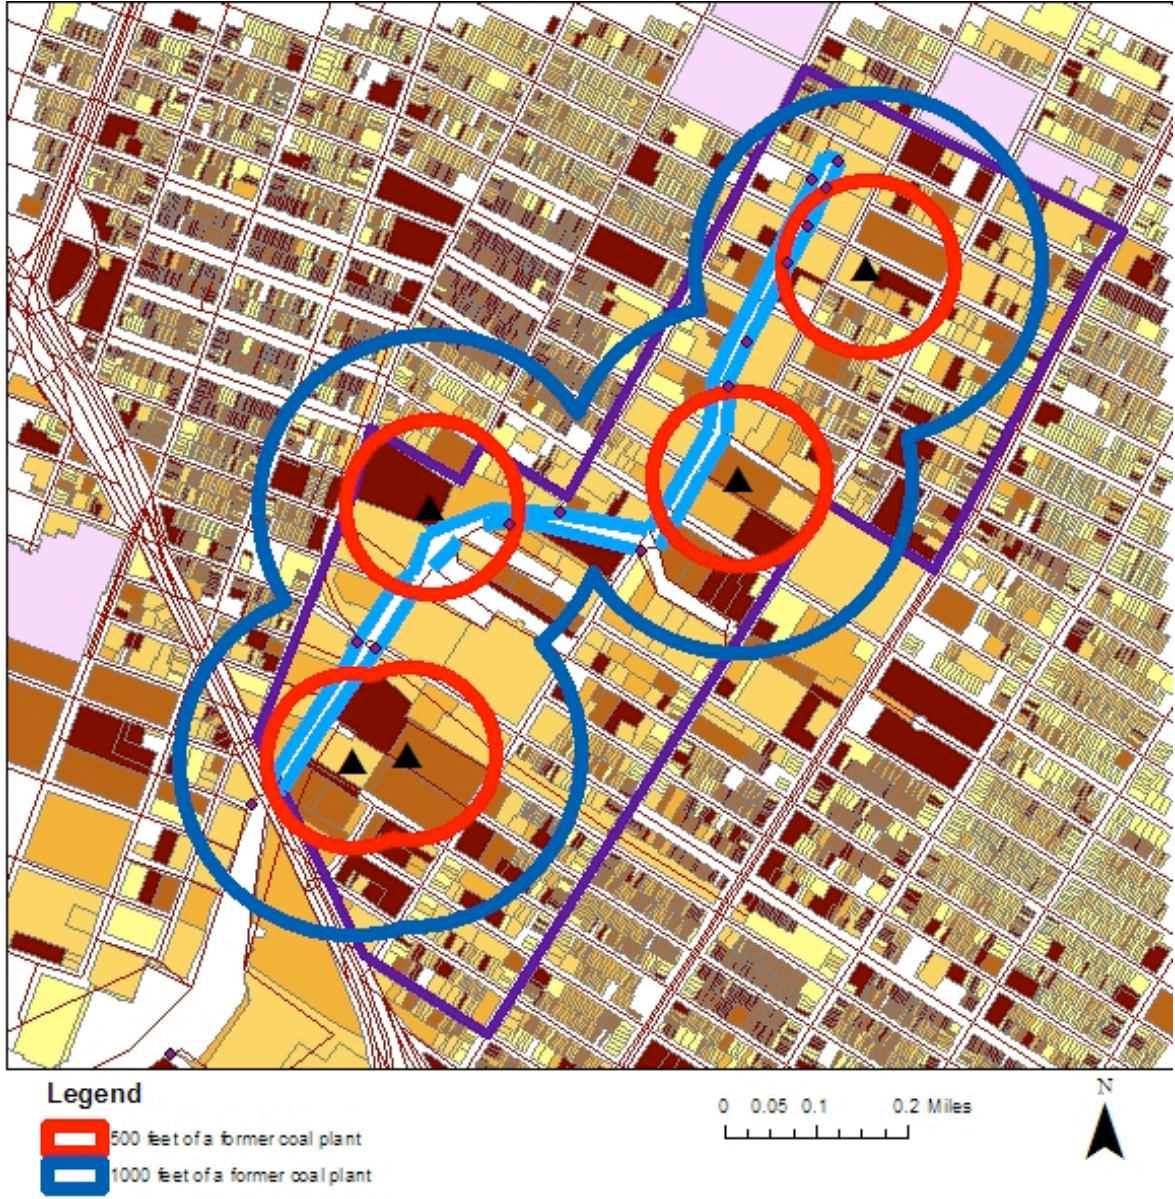 Legend
500 feet of a former coal plant
1000 feet of a former coal plant
0 0.05 0.1 0.2 Miles
N